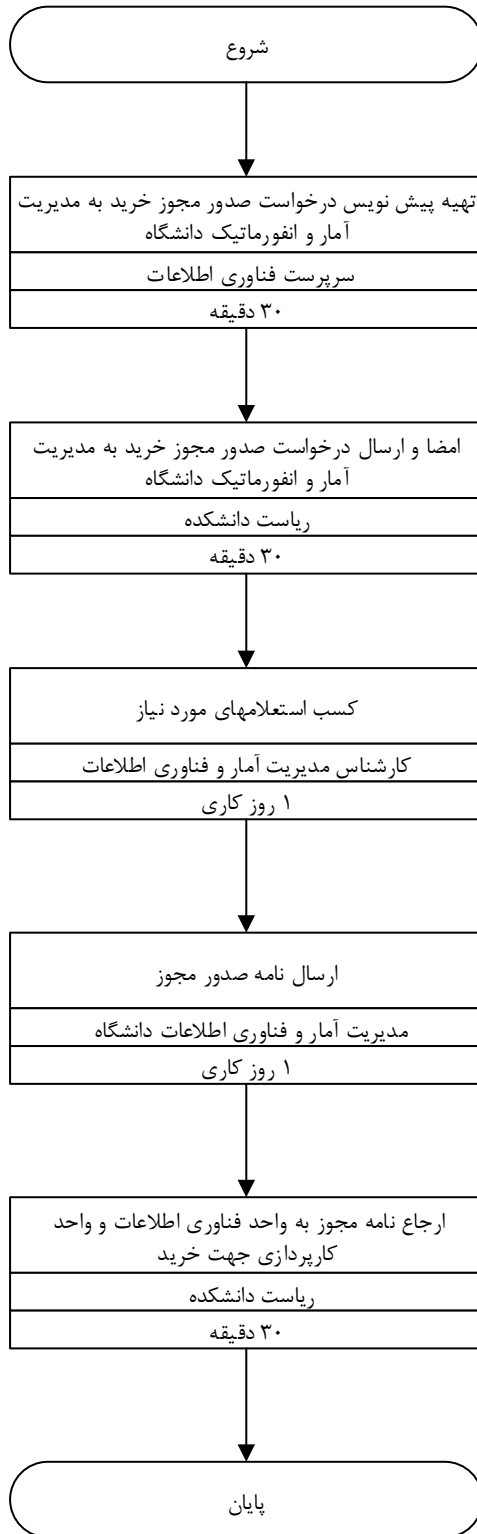 شروع
تهیه پیش نویس درخواست صدور مجوز خرید به مدیریت
آمار و انفورماتیک دانشگاه
سرپرست فناوری اطلاعات
۳۰ دقیقه
امضا و ارسال درخواست صدور مجوز خرید به مدیریت
آمار و انفورماتیک دانشگاه
ریاست دانشکده
۳۰ دقیقه
کسب استعلامهای مورد نیاز
کارشناس مدیریت آمار و فناوری اطلاعات
۱ روز کاری
ارسال نامه صدور مجوز
مدیریت آمار و فناوری اطلاعات دانشگاه
۱ روز کاری
ارجاع نامه مجوز به واحد فناوری اطلاعات و واحد
کارپردازی جهت خرید
ریاست دانشکده
۳۰ دقیقه
پایان